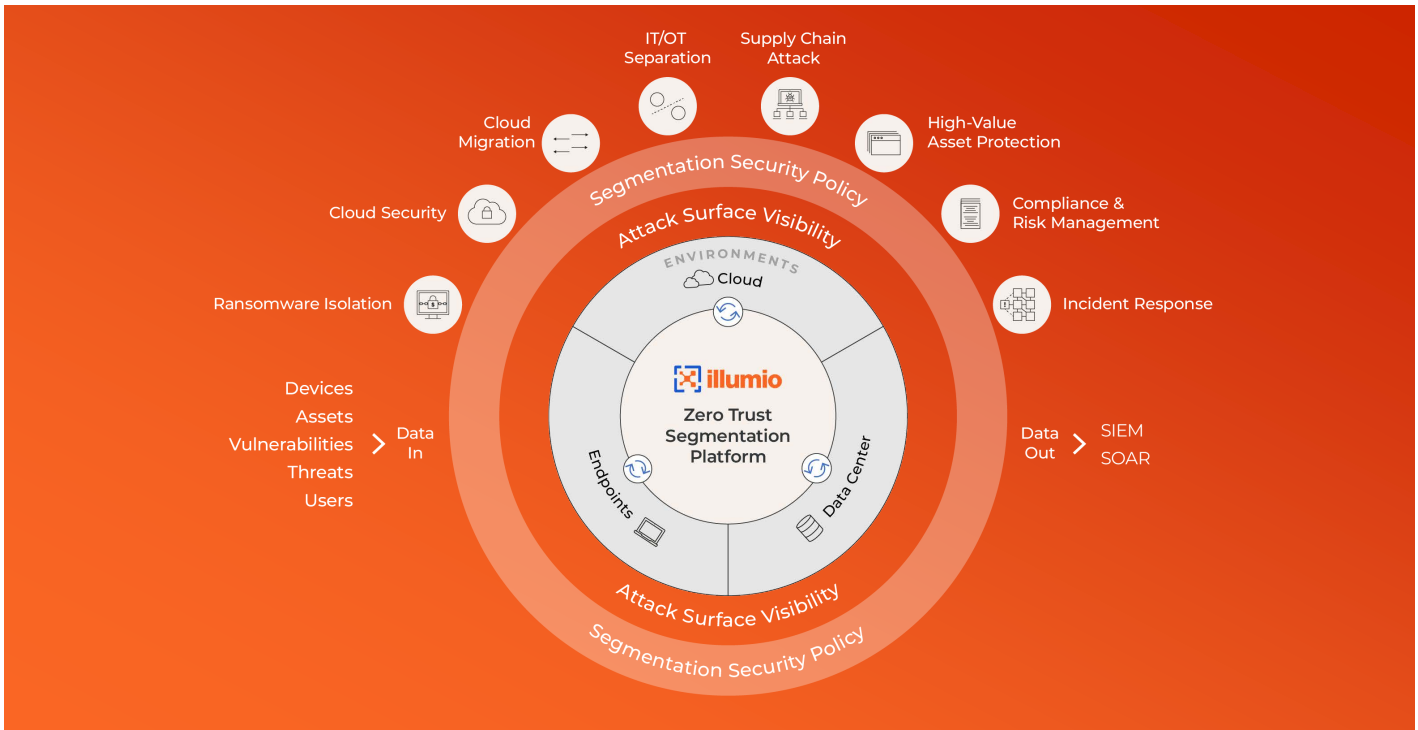 IT/OT
Separation
Supply Chain
Attack
Cloud
Migration
High-Value
Asset Protection
Cloud Security
Compliance &
Risk Management
Ransomware Isolation
Incident Response
Segmentation Security Policy
Attack Surface Visibility
ENVIRONMENTS
Cloud
illumio
Zero Trust
Segmentation
Platform
Endpoints
Data Center
Attack Surface Visibility
Segmentation Security Policy
Devices
Assets
Vulnerabilities
Threats
Users
Data
In
Data
Out
SIEM
SOAR